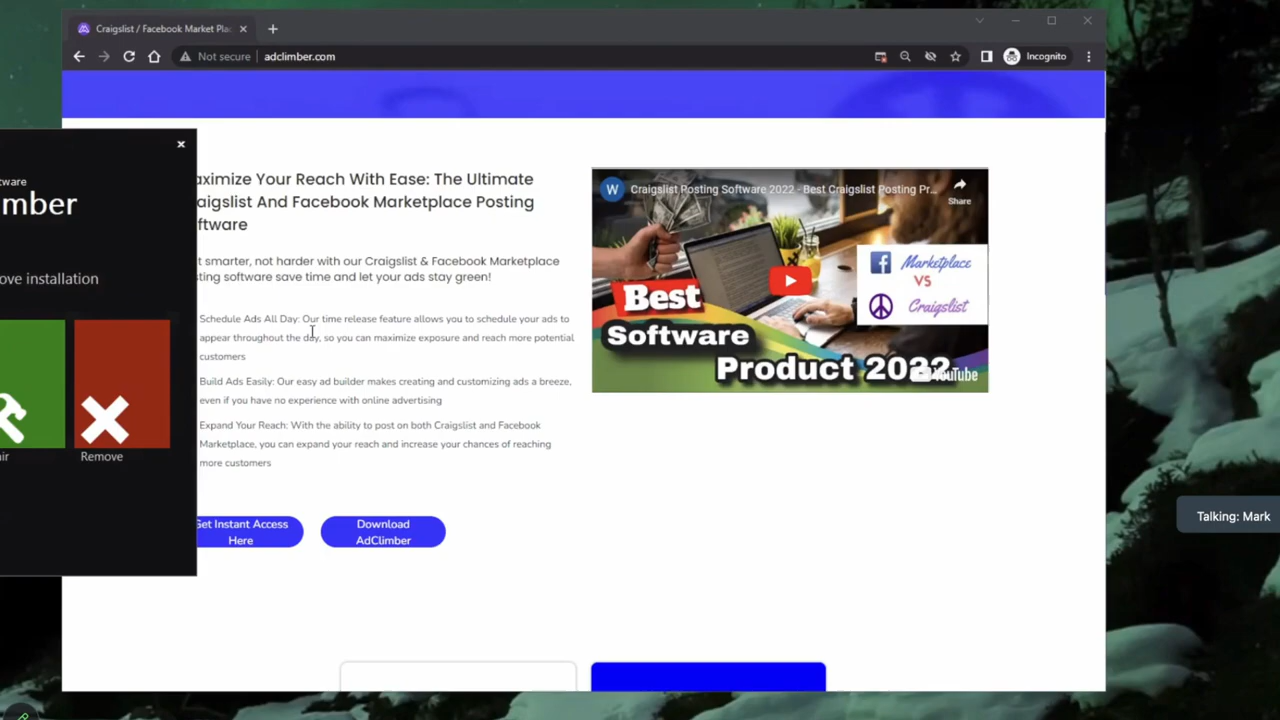 Craigslist / Facebook Market Plac
Not secure
adclimber.com
Incognito
tware
mber
ove installation
ir
Remove
aximize Your Reach With Ease: The Ultimate
aigslist And Facebook Marketplace Posting
ftware
t smarter, not harder with our Craigslist & Facebook Marketplace
ting software save time and let your ads stay green!
Schedule Ads All Day: Our time release feature allows you to schedule your ads to
appear throughout the day, so you can maximize exposure and reach more potential
customers
Build Ads Easily: Our easy ad builder makes creating and customizing ads a breeze,
even if you have no experience with online advertising
Expand Your Reach: With the ability to post on both Craigslist and Facebook
Marketplace, you can expand your reach and increase your chances of reaching
more customers
Get Instant Access
Here
Download
AdClimber
W
Craigslist Posting Software 2022 - Best Craigslist Posting Pr...
Share
Marketplace
VS
Craigslist
Best
Software
Product 2022
YouTube
Talking: Mark